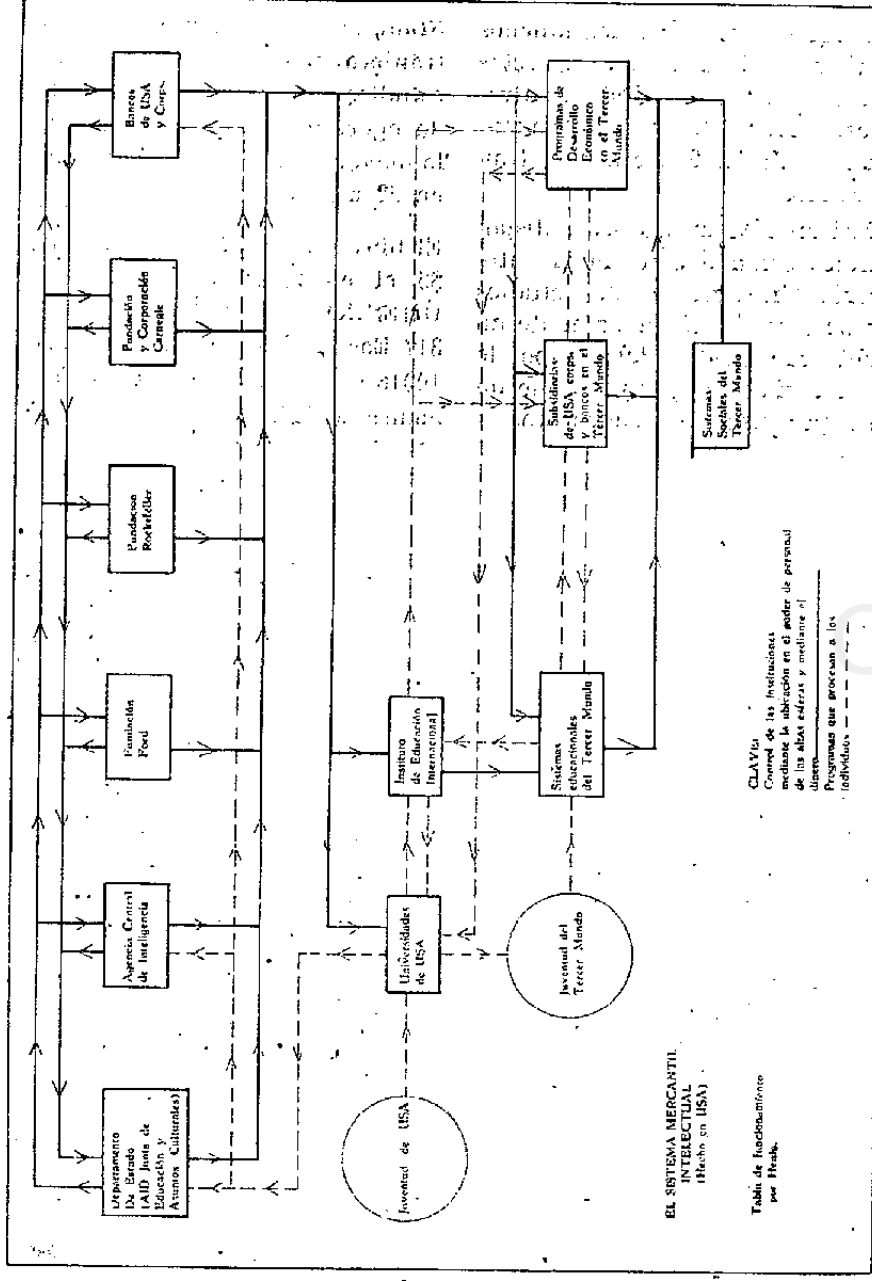 Departamento
De Estado
(AID Junta de
Educación y
Asuntos Culturales)
Agencia Central
de Inteligencia
Fundación
Ford
Fundación
Rockefeller
Fundación
y Corporación
Carnegie
Bancos
de USA
y Corps.
Juventud de USA
Universidades
de USA
Instituto
de Educación
Internacional
Juventud del
Tercer Mundo
Sistemas
educacionales
del Tercer Mundo
Subsidiarias
de USA corps.
y bancos en el
Tercer Mundo
Programas de
Desarrollo
Económico
en el Tercer
Mundo
Sistemas
Sociales del
Tercer Mundo
EL SISTEMA MERCANTIL
INTELECTUAL
(Hecho en USA)
Tabla de funcionamiento
por
CLAVE:
Control de las instituciones
mediante la ubicación en el poder de personal
de las altas esferas y mediante el
dinero
Programas que procesan a los
individuos